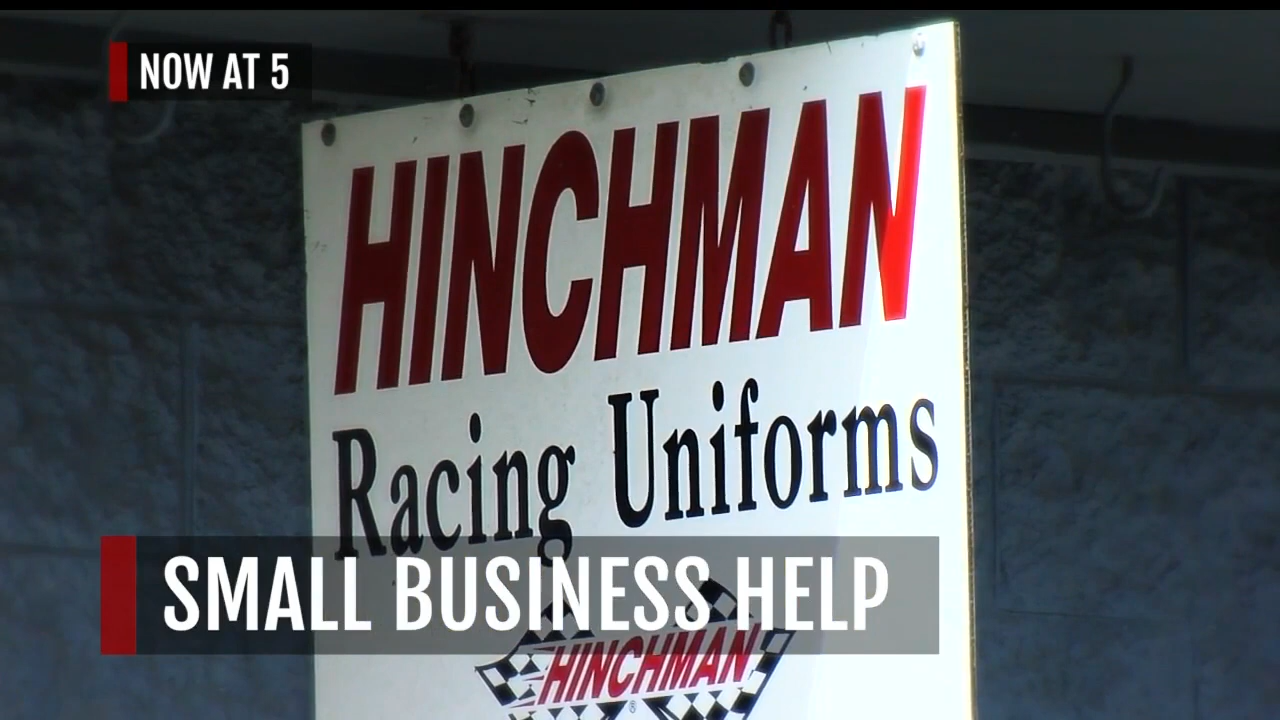 NOW AT 5
HINCHMAN
Racing Uniforms
SMALL BUSINESS HELP
HINCHMAN
®